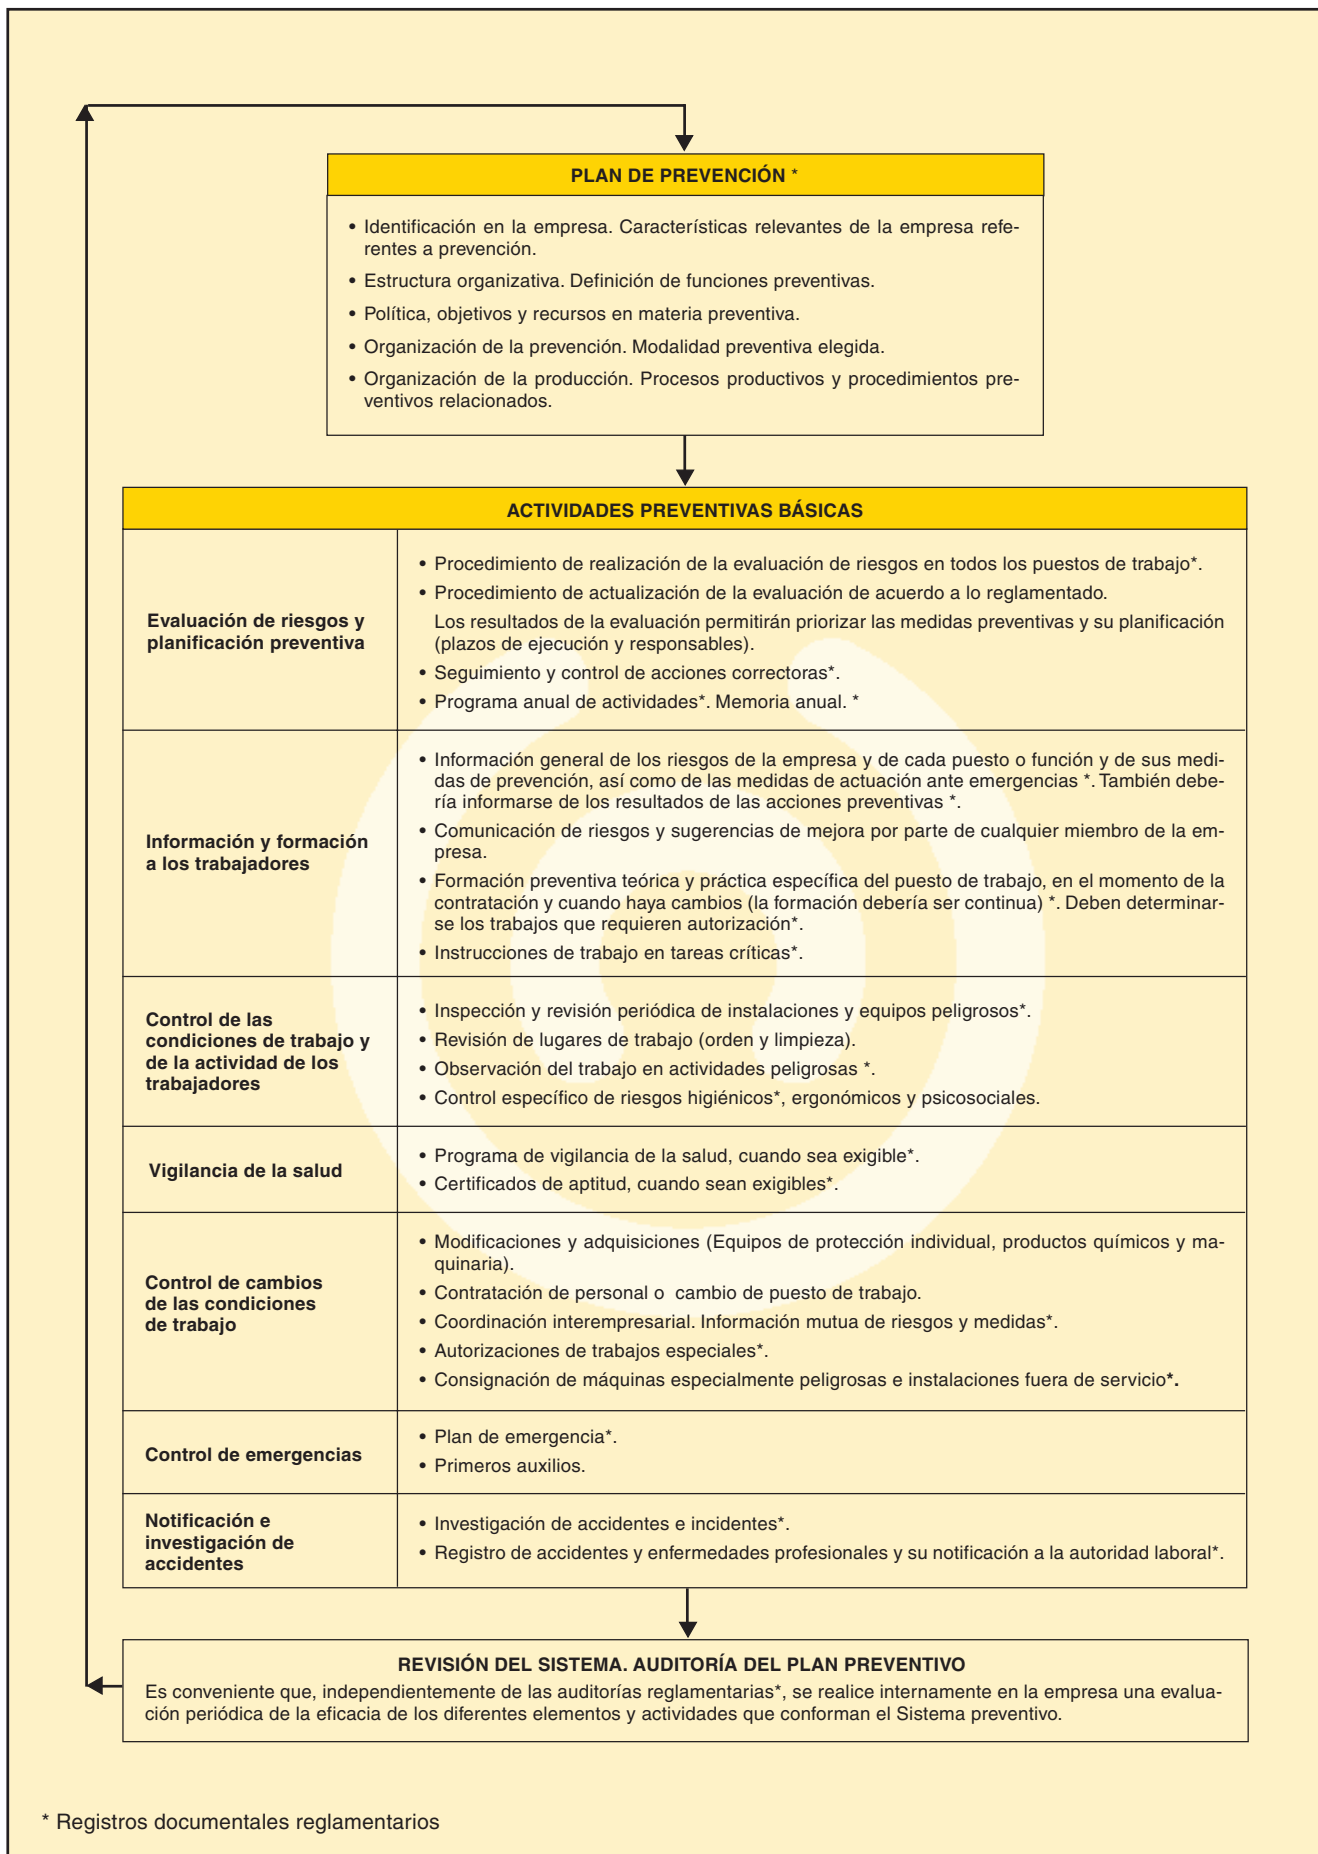 PLAN DE PREVENCIÓN *
• Identificación en la empresa. Características relevantes de la empresa refe-
rentes a prevención.
• Estructura organizativa. Definición de funciones preventivas.
• Política, objetivos y recursos en materia preventiva.
• Organización de la prevención. Modalidad preventiva elegida.
• Organización de la producción. Procesos productivos y procedimientos pre-
ventivos relacionados.
ACTIVIDADES PREVENTIVAS BÁSICAS
Evaluación de riesgos y
planificación preventiva
• Procedimiento de realización de la evaluación de riesgos en todos los puestos de trabajo*.
• Procedimiento de actualización de la evaluación de acuerdo a lo reglamentado.
Los resultados de la evaluación permitirán priorizar las medidas preventivas y su planificación
(plazos de ejecución y responsables).
• Seguimiento y control de acciones correctoras*.
• Programa anual de actividades*. Memoria anual. *
Información y formación
a los trabajadores
• Información general de los riesgos de la empresa y de cada puesto o función y de sus medi-
das de prevención, así como de las medidas de actuación ante emergencias *. También debe-
ría informarse de los resultados de las acciones preventivas *.
• Comunicación de riesgos y sugerencias de mejora por parte de cualquier miembro de la em-
presa.
• Formación preventiva teórica y práctica específica del puesto de trabajo, en el momento de la
contratación y cuando haya cambios (la formación debería ser continua) *. Deben determinar-
se los trabajos que requieren autorización*.
• Instrucciones de trabajo en tareas críticas*.
Control de las
condiciones de trabajo y
de la actividad de los
trabajadores
• Inspección y revisión periódica de instalaciones y equipos peligrosos*.
• Revisión de lugares de trabajo (orden y limpieza).
• Observación del trabajo en actividades peligrosas *.
• Control específico de riesgos higiénicos*, ergonómicos y psicosociales.
Vigilancia de la salud
• Programa de vigilancia de la salud, cuando sea exigible*.
• Certificados de aptitud, cuando sean exigibles*.
Control de cambios
de las condiciones
de trabajo
• Modificaciones y adquisiciones (Equipos de protección individual, productos químicos y ma-
quinaria).
• Contratación de personal o cambio de puesto de trabajo.
• Coordinación interempresarial. Información mutua de riesgos y medidas*.
• Autorizaciones de trabajos especiales*.
• Consignación de máquinas especialmente peligrosas e instalaciones fuera de servicio*.
Control de emergencias
• Plan de emergencia*.
• Primeros auxilios.
Notificación e
investigación de
accidentes
• Investigación de accidentes e incidentes*.
• Registro de accidentes y enfermedades profesionales y su notificación a la autoridad laboral*.
REVISIÓN DEL SISTEMA. AUDITORÍA DEL PLAN PREVENTIVO
Es conveniente que, independientemente de las auditorías reglamentarias*, se realice internamente en la empresa una evalua-
ción periódica de la eficacia de los diferentes elementos y actividades que conforman el Sistema preventivo.
* Registros documentales reglamentarios